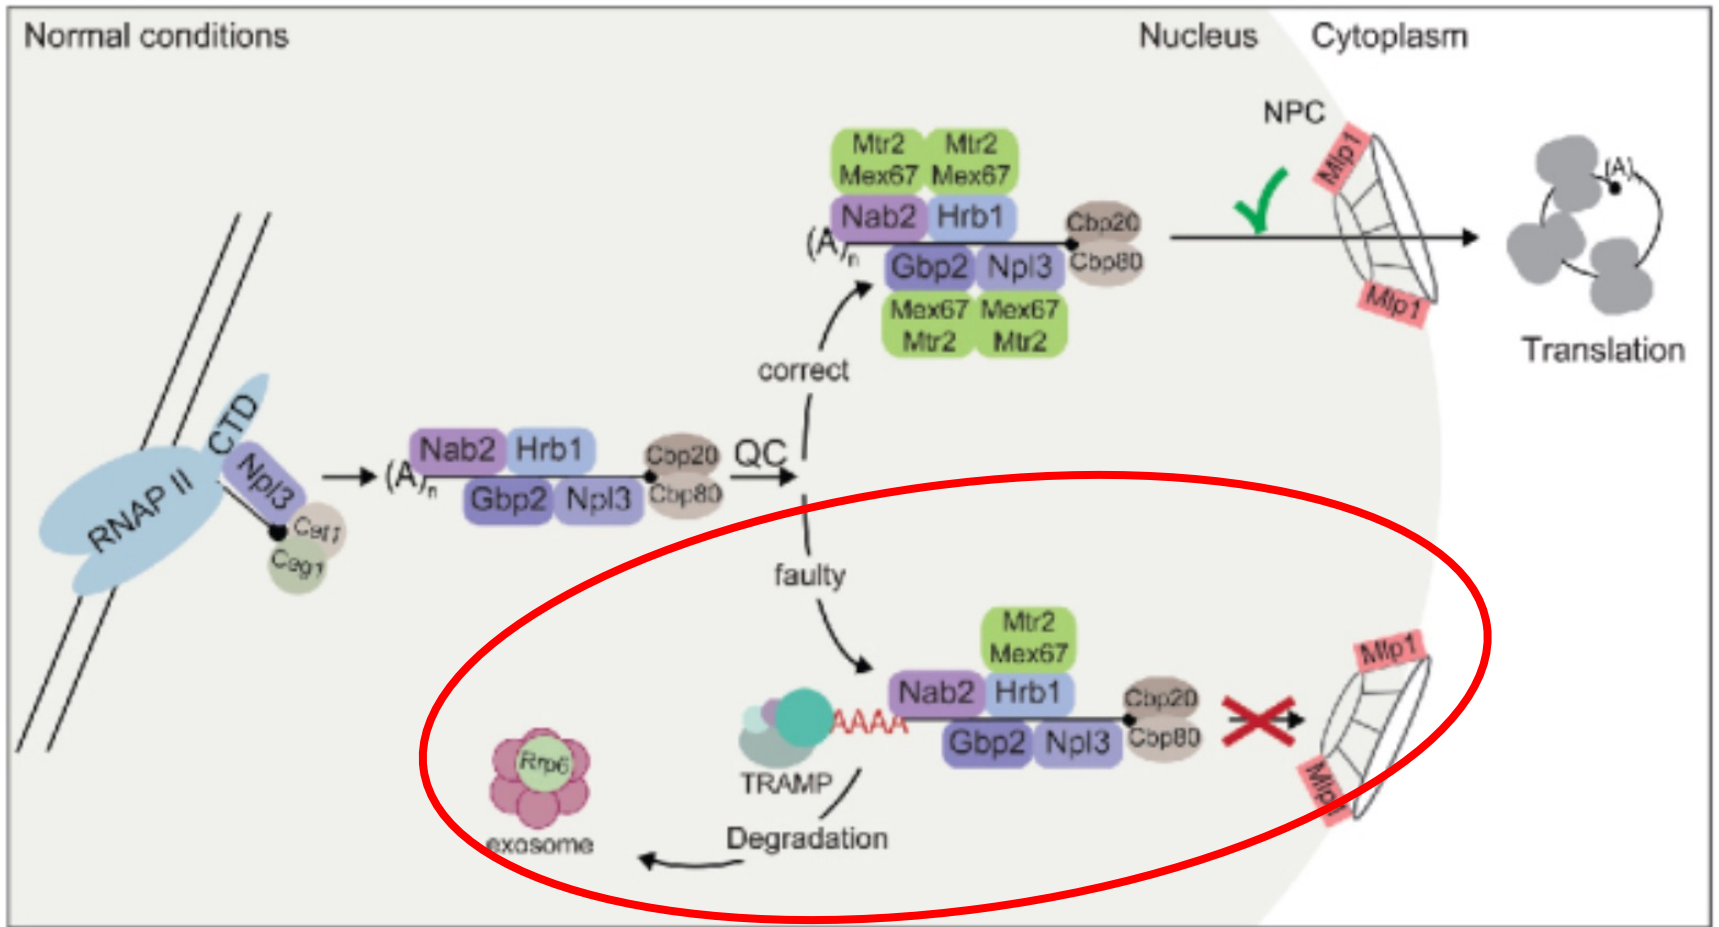 Normal conditions
Nucleus
Cytoplasm
NPC
Mlp1
Mlp1
Mtr2 Mtr2
Mex67 Mex67
Nab2 Hrb1
Cbp20
(A)n
Cbp80
Gbp2 Npl3
Mex67 Mex67
Mtr2 Mtr2
(A)
Translation
correct
CTD
RNAP II
Npl3
Cet1
Ceg1
Nab2 Hrb1
Cbp20
(A)n
Cbp80
Gbp2 Npl3
QC
faulty
Mtr2
Mex67
Nab2 Hrb1
Cbp20
AAAA
Cbp80
Gbp2 Npl3
Mlp1
Mlp1
TRAMP
Rrp6
exosome
Degradation